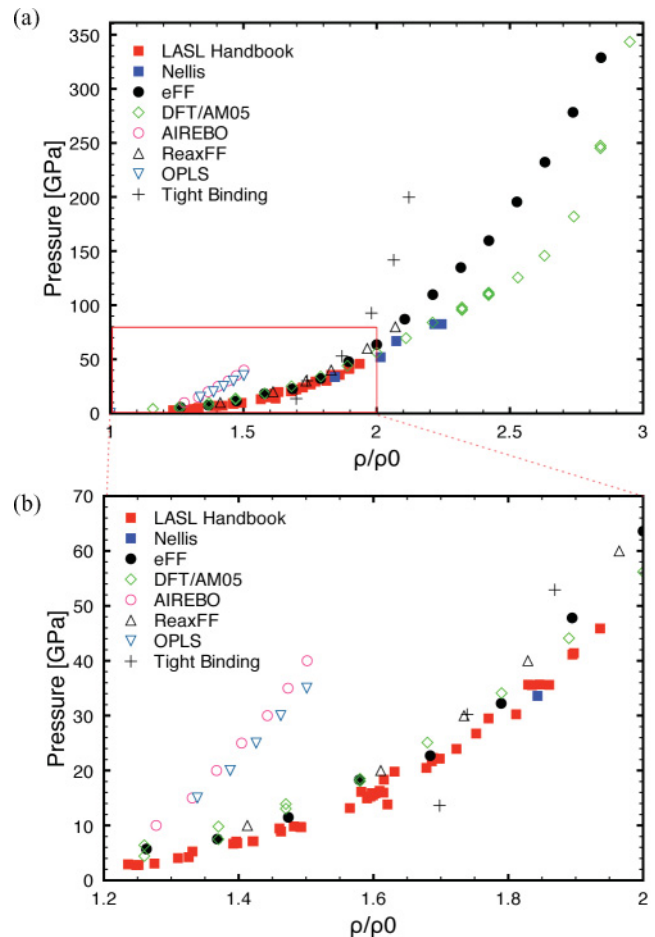 (a)
350
300
250
200
150
100
50
0
Pressure [GPa]
LASL Handbook
Nellis
eFF
DFT/AM05
AIREBO
ReaxFF
OPLS
Tight Binding
1
1.5
2
2.5
3
ρ/ρ0
(b)
70
60
50
40
30
20
10
0
Pressure [GPa]
LASL Handbook
Nellis
eFF
DFT/AM05
AIREBO
ReaxFF
OPLS
Tight Binding
1.2
1.4
1.6
1.8
2
ρ/ρ0